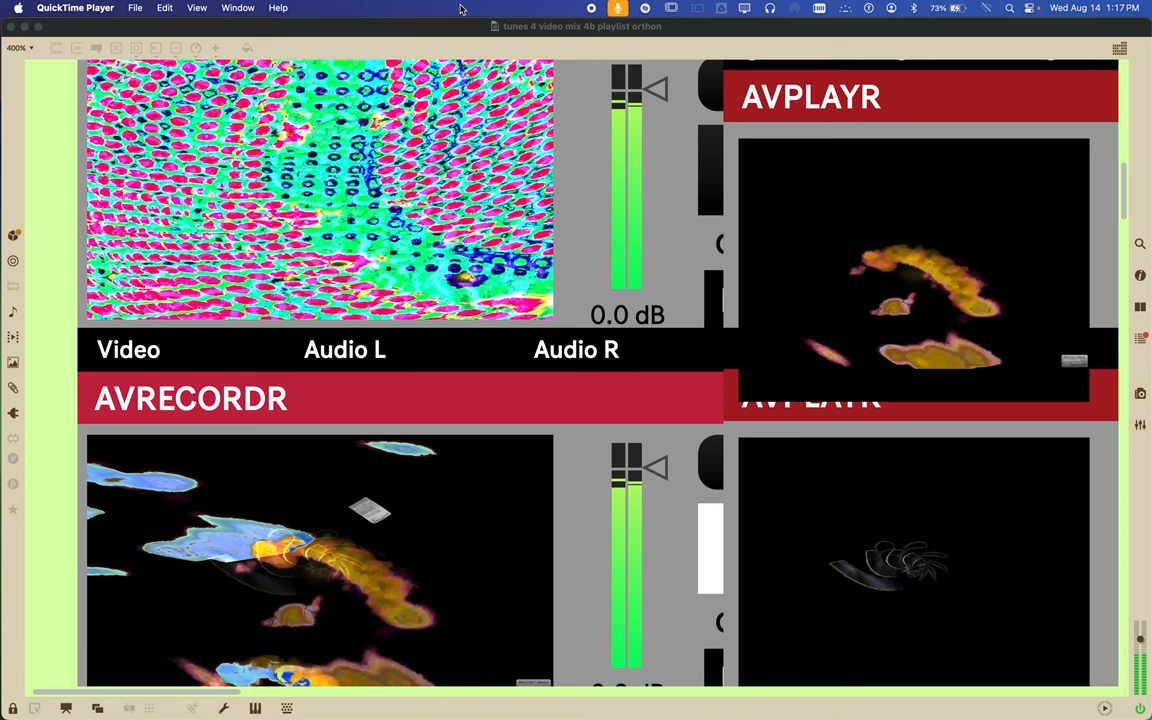 QuickTime Player File Edit View Window Help
73% Wed Aug 14 1:17 PM
tunes 4 video mix 4b playlist orthon
400%
AVPLAYR
0.0 dB
Video Audio L Audio R
AVRECORDR
AVPLAYR